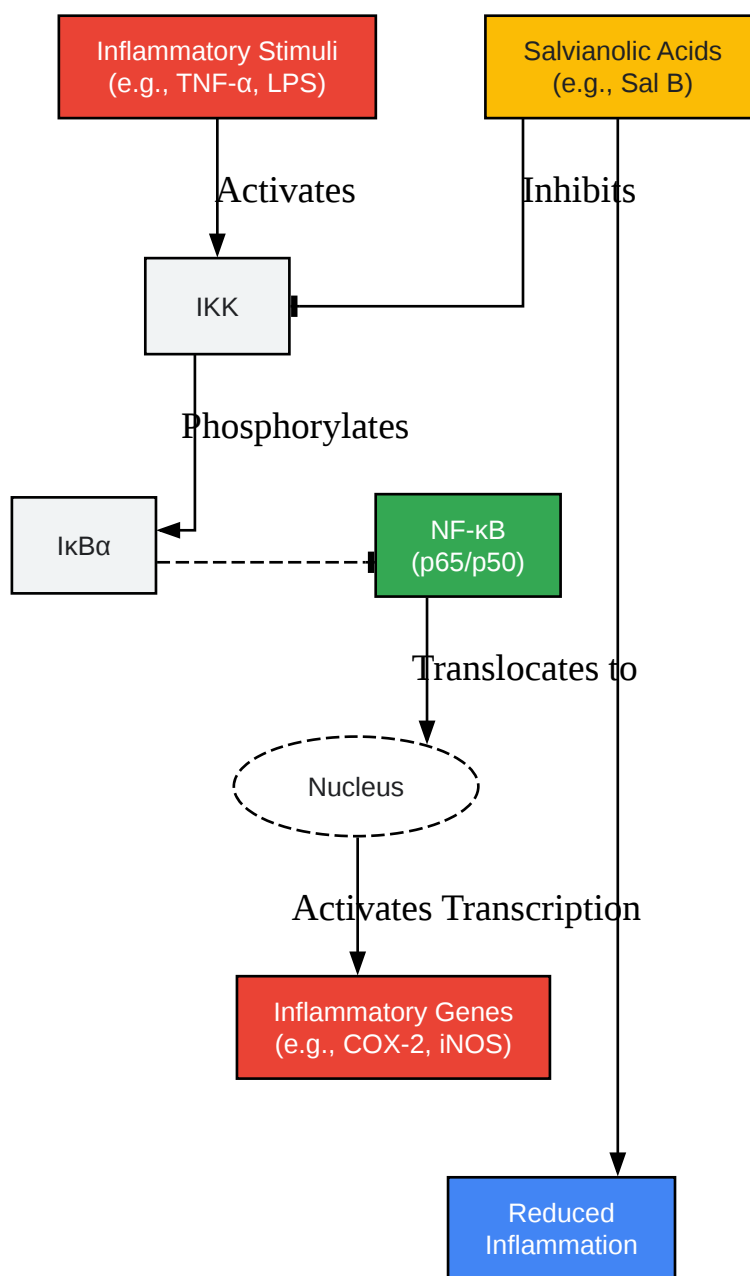 Inflammatory Stimuli
(e.g., TNF-α, LPS)
Salvianolic Acids
(e.g., Sal B)
Activates
Inhibits
IKK
Phosphorylates
IκBα
NF-κB
(p65/p50)
Translocates to
Nucleus
Activates Transcription
Inflammatory Genes
(e.g., COX-2, iNOS)
Reduced
Inflammation